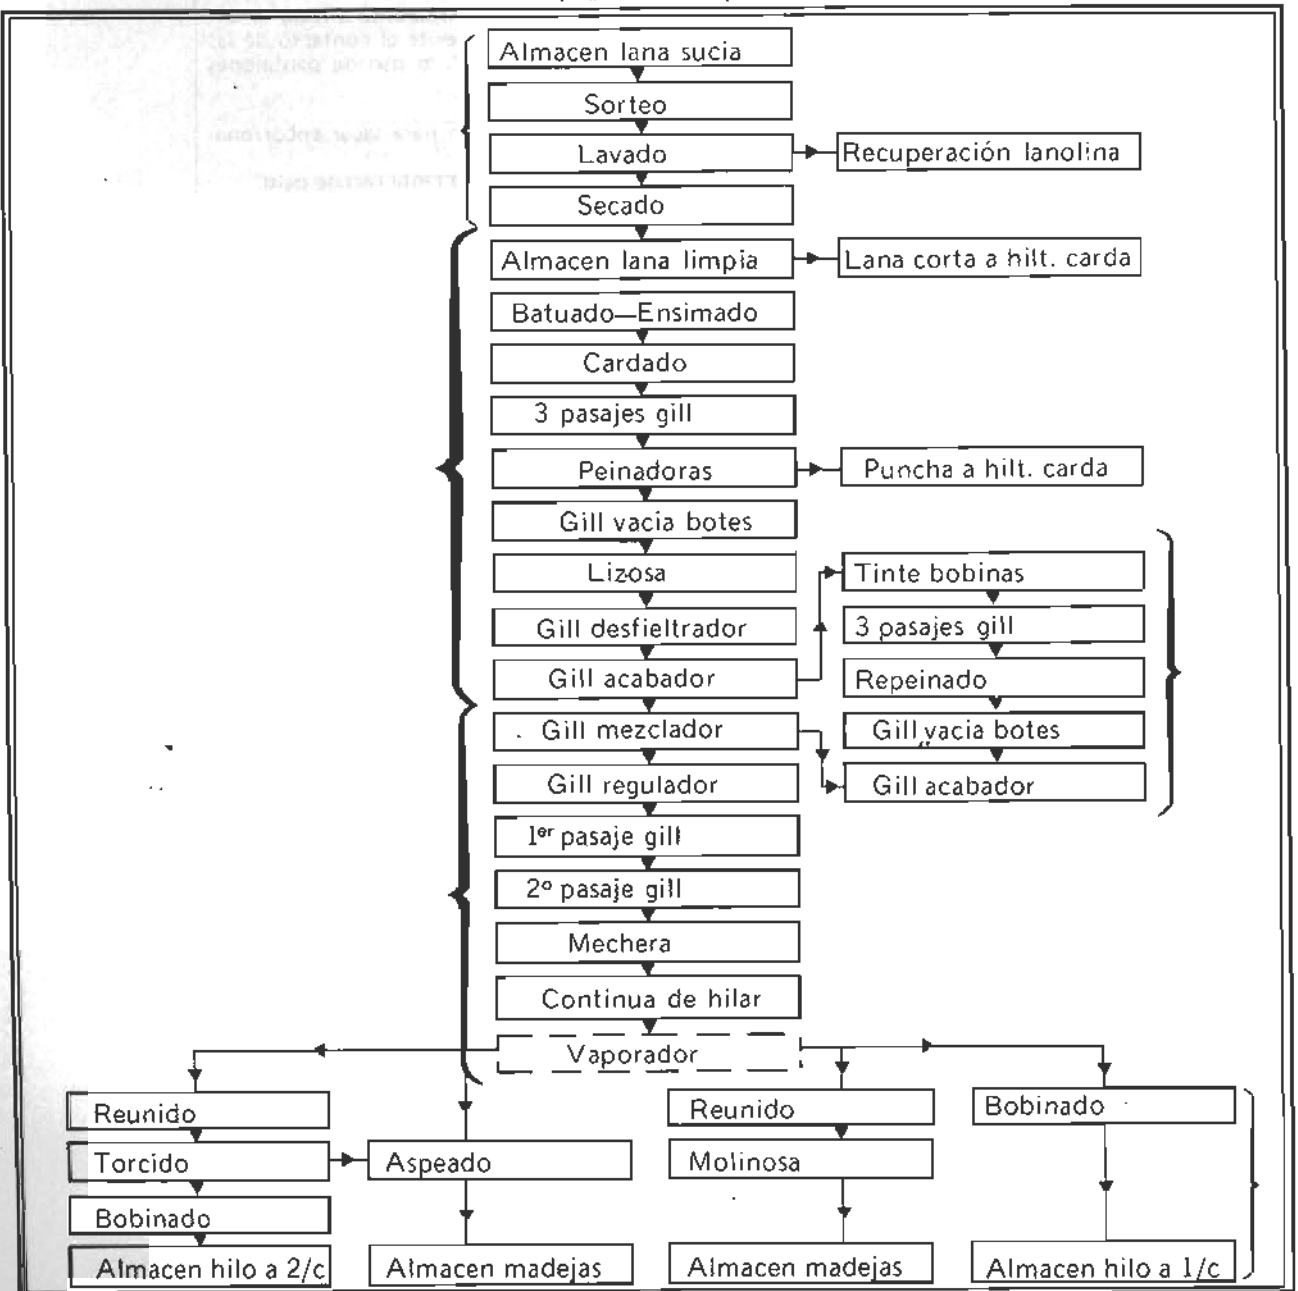 Almacen lana sucia
Sorteo
Lavado
Recuperación lanolina
Secado
Almacen lana limpia
Lana corta a hilt. carda
Batuado—Ensimado
Cardado
3 pasajes gill
Peinadoras
Puncha a hilt. carda
Gill vacia botes
Lizosa
Gill desfieltrador
Gill acabador
Tinte bobinas
3 pasajes gill
Repeinado
Gill vacia botes
Gill acabador
Gill mezclador
Gill regulador
1er pasaje gill
2º pasaje gill
Mechera
Continua de hilar
Vaporador
Reunido
Torcido
Bobinado
Almacen hilo a 2/c
Aspeado
Almacen madejas
Reunido
Molinosa
Almacen madejas
Bobinado
Almacen hilo a 1/c